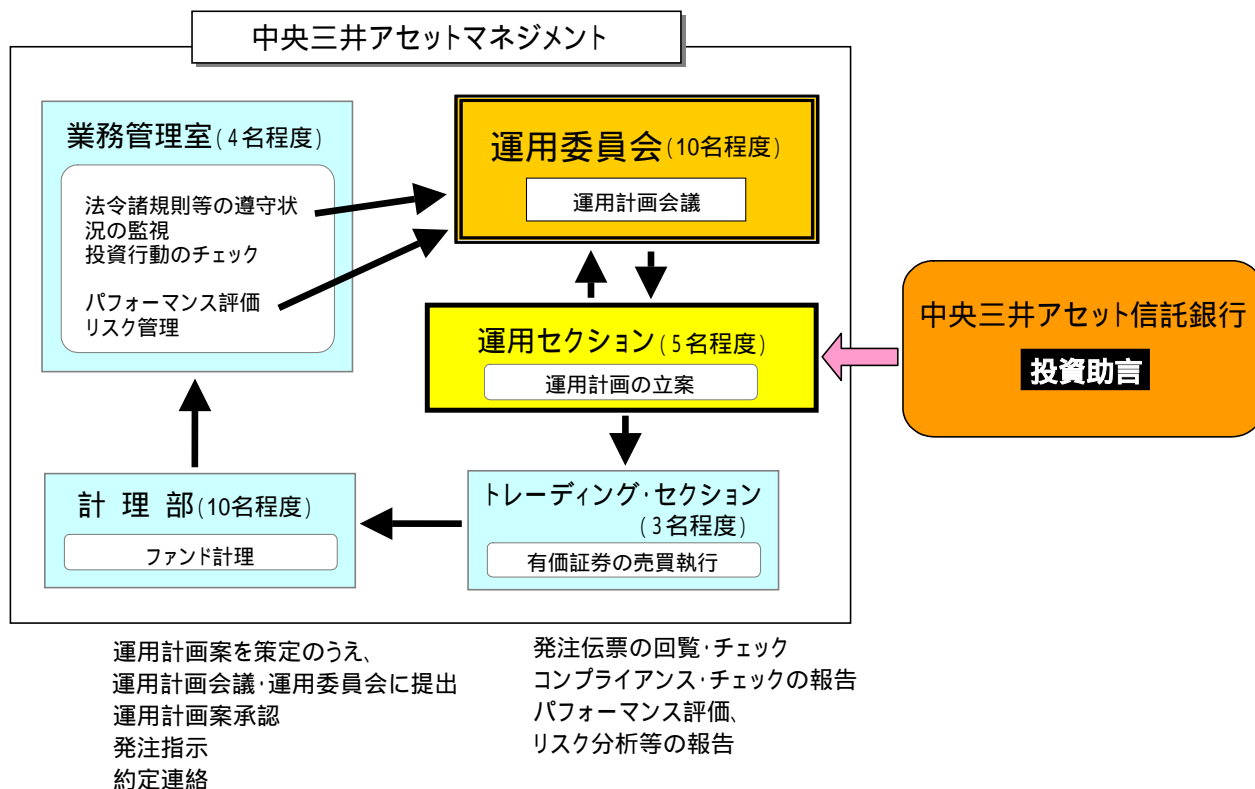 中央三井アセットマネジメント
業務管理室(4名程度)
法令諸規則等の遵守状
況の監視
投資行動のチェック
パフォーマンス評価
リスク管理
運用委員会(10名程度)
運用計画会議
運用セクション(5名程度)
運用計画の立案
中央三井アセット信託銀行
投資助言
計 理 部(10名程度)
ファンド計理
トレーディング・セクション
(3名程度)
有価証券の売買執行
運用計画案を策定のうえ、
運用計画会議・運用委員会に提出
運用計画案承認
発注指示
約定連絡
発注伝票の回覧・チェック
コンプライアンス・チェックの報告
パフォーマンス評価、
リスク分析等の報告